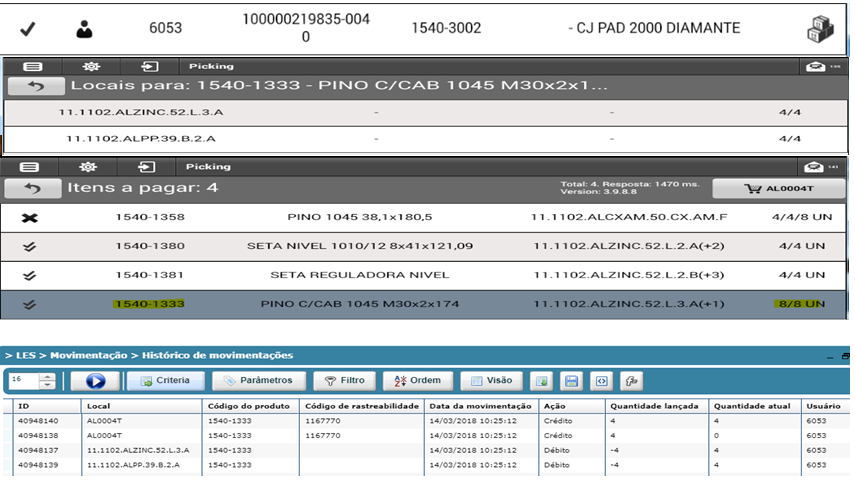 6053 100000219835-004 0 1540-3002 - CJ PAD 2000 DIAMANTE
Picking
Locais para: 1540-1333 - PINO C/CAB 1045 M30x2x1...
11.1102.ALZINC.52.L.3.A - - 4/4
11.1102.ALPP.39.B.2.A - - 4/4
Picking 141
Itens a pagar: 4 Total: 4. Resposta: 1470 ms. AL0004T
Version: 3.9.8.8
1540-1358 PINO 1045 38,1x180,5 11.1102.ALCXAM.50.CX.AM.F 4/4/8 UN
1540-1380 SETA NIVEL 1010/12 8x41x121,09 11.1102.ALZINC.52.L.2.A(+2) 4/4 UN
1540-1381 SETA REGULADORA NIVEL 11.1102.ALZINC.52.L.2.B(+3) 4/4 UN
1540-1333 PINO C/CAB 1045 M30x2x174 11.1102.ALZINC.52.L.3.A(+1) 8/8 UN
> LES > Movimentação > Histórico de movimentações
16 Criteria Parâmetros Filtro Ordem Visão
ID Local Código do produto Código de rastreabilidade Data da movimentação Ação Quantidade lançada Quantidade atual Usuário
40948140 AL0004T 1540-1333 1167770 14/03/2018 10:25:12 Crédito 4 4 6053
40948138 AL0004T 1540-1333 1167770 14/03/2018 10:25:12 Crédito 4 0 6053
40948137 11.1102.ALZINC.52.L.3.A 1540-1333 14/03/2018 10:25:12 Débito -4 4 6053
40948139 11.1102.ALPP.39.B.2.A 1540-1333 14/03/2018 10:25:12 Débito -4 4 6053